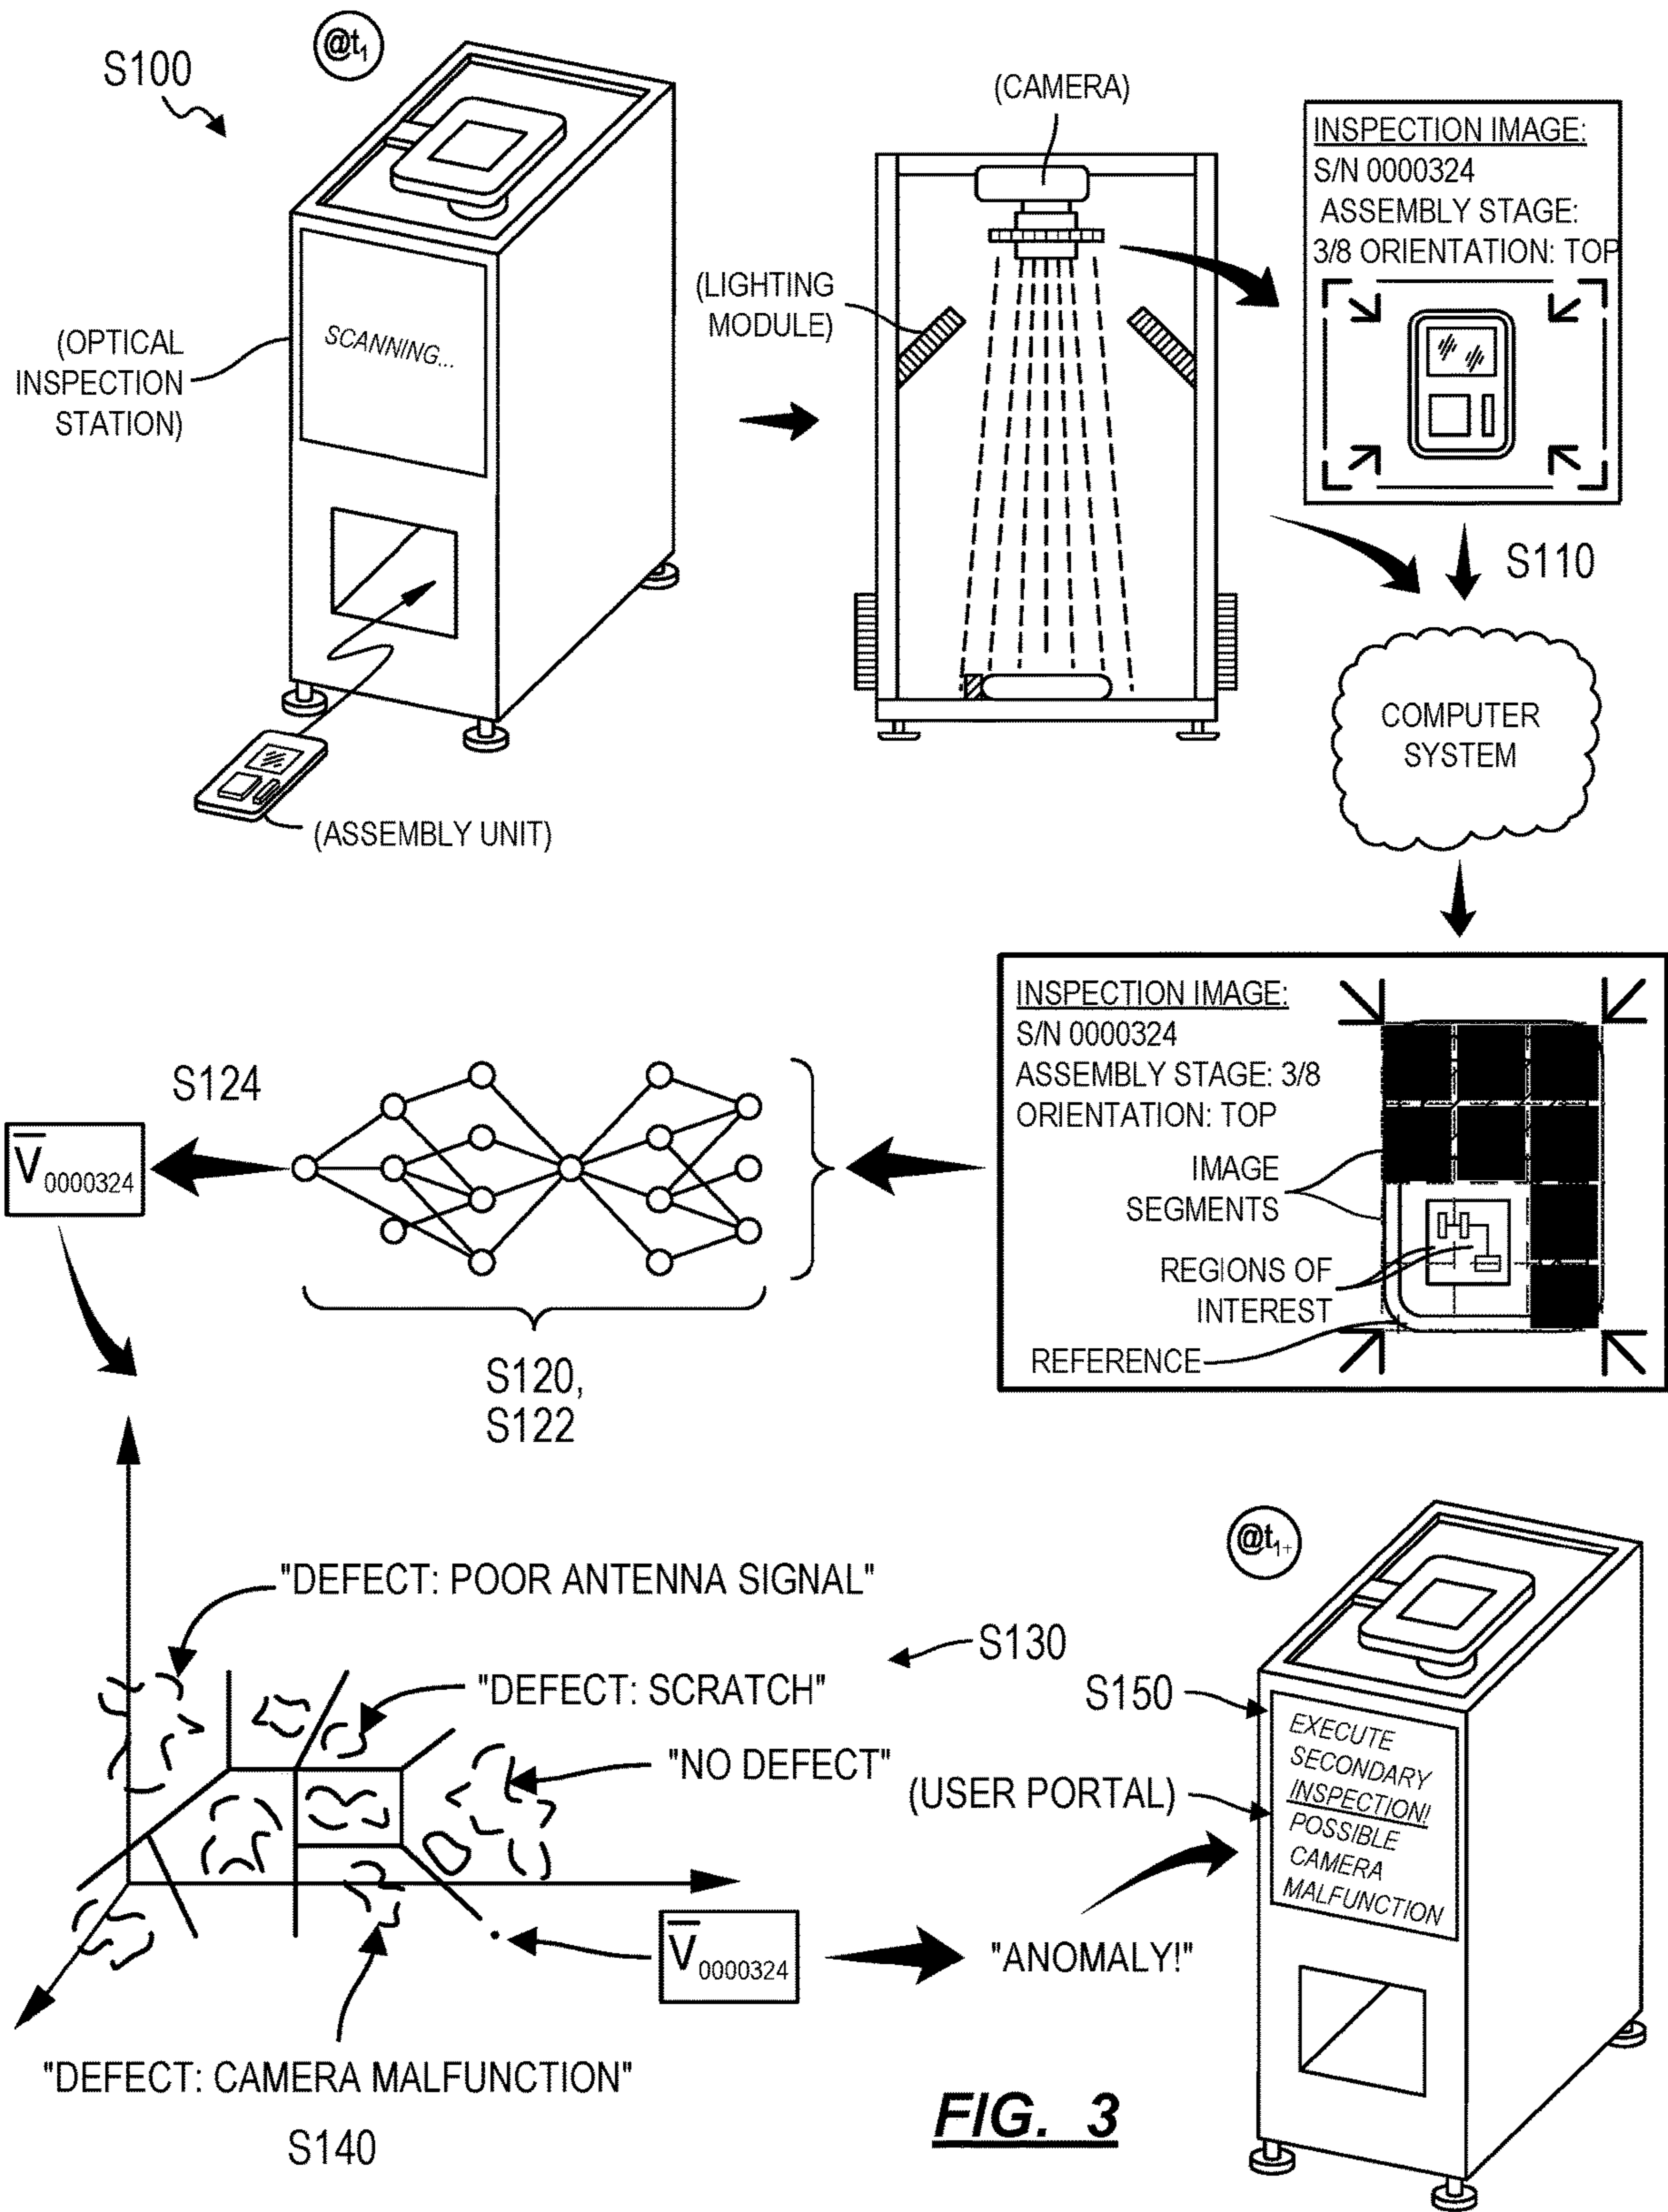 @t1
S100
(CAMERA)
INSPECTION IMAGE:
S/N 0000324
ASSEMBLY STAGE:
3/8 ORIENTATION: TOP
(LIGHTING
MODULE)
(OPTICAL
INSPECTION
STATION)
SCANNING...
S110
COMPUTER
SYSTEM
(ASSEMBLY UNIT)
INSPECTION IMAGE:
S/N 0000324
ASSEMBLY STAGE: 3/8
ORIENTATION: TOP
IMAGE
SEGMENTS
REGIONS OF
INTEREST
REFERENCE
S124
V̅0000324
S120,
S122
@t1+
"DEFECT: POOR ANTENNA SIGNAL"
S130
"DEFECT: SCRATCH"
S150
"NO DEFECT"
(USER PORTAL)
EXECUTE
SECONDARY
INSPECTION!
POSSIBLE
CAMERA
MALFUNCTION
V̅0000324
"ANOMALY!"
"DEFECT: CAMERA MALFUNCTION"
S140
FIG. 3